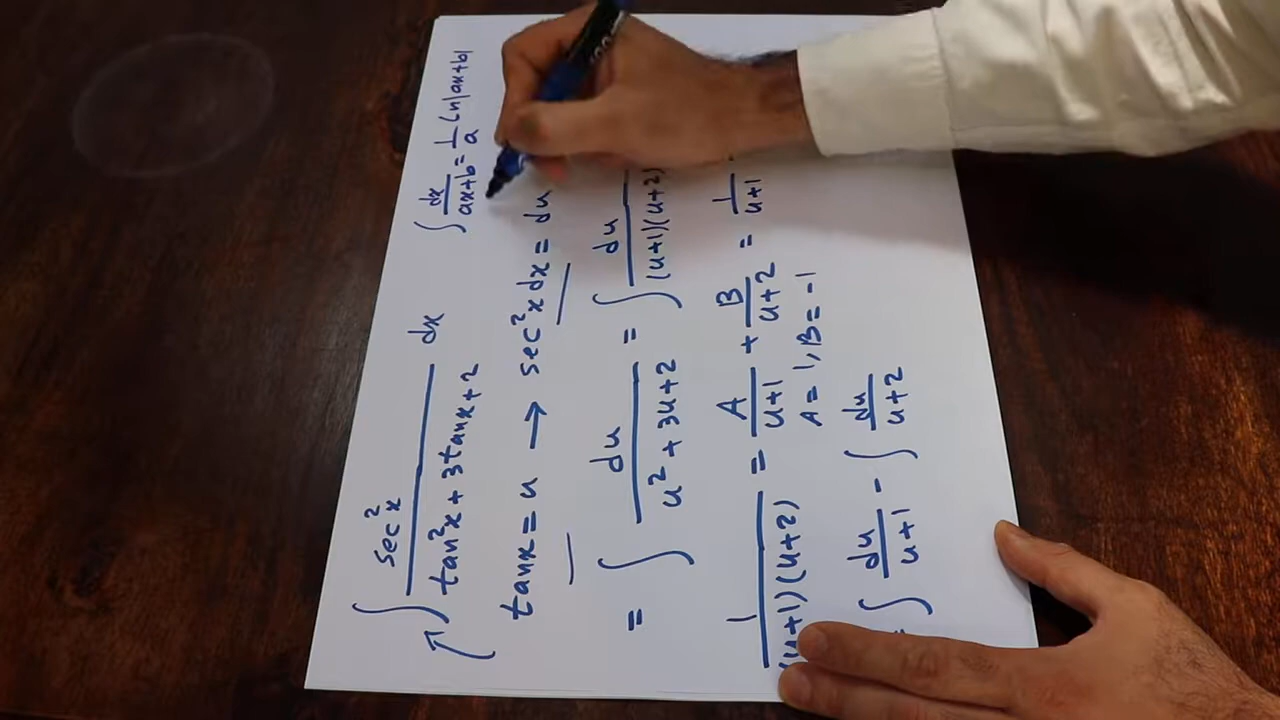 ∫ sec²x / (tan²x + 3tanx + 2) dx
∫ dx/(ax+b) = 1/a ln|ax+b|
tanx = u → sec²x dx = du
= ∫ du/(u² + 3u + 2) = ∫ du/((u+1)(u+2))
1/((u+1)(u+2)) = A/(u+1) + B/(u+2) = 1/(u+1) -
A = 1, B = -1
= ∫ du/(u+1) - ∫ du/(u+2)